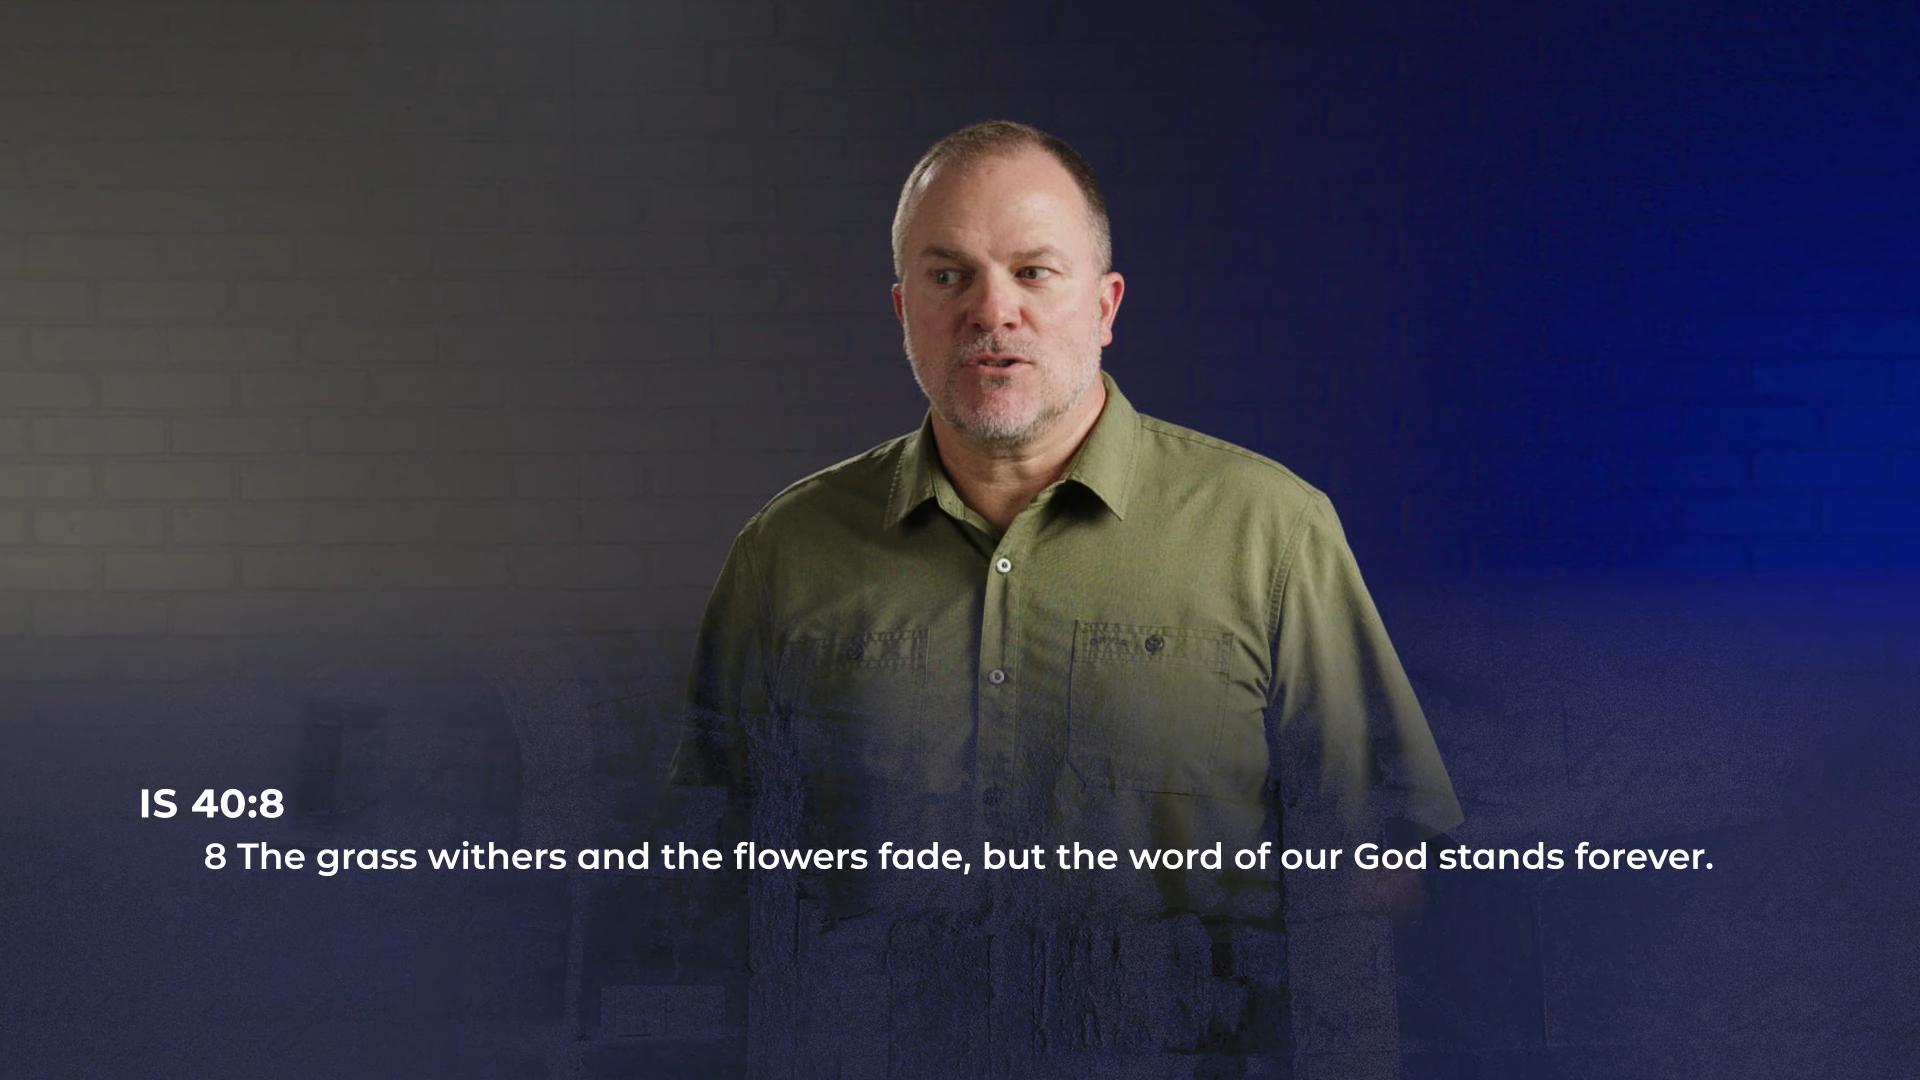 IS 40:8
8 The grass withers and the flowers fade, but the word of our God stands forever.